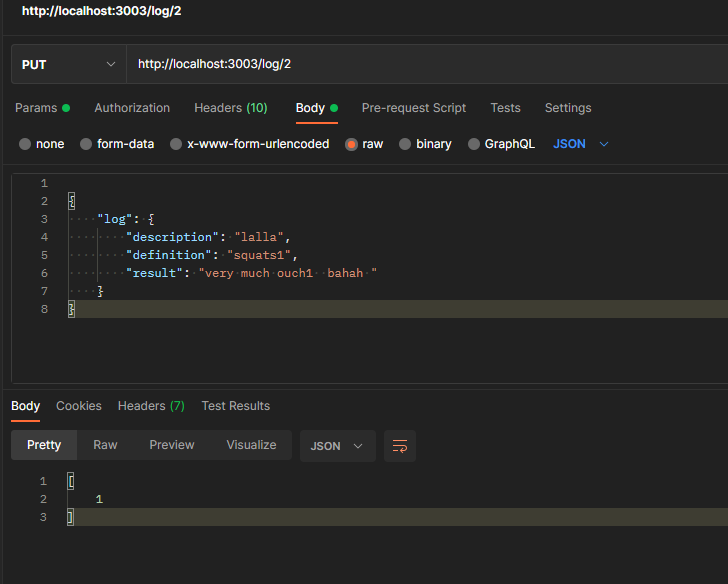 http://localhost:3003/log/2
PUT http://localhost:3003/log/2
Params Authorization Headers (10) Body Pre-request Script Tests Settings
none form-data x-www-form-urlencoded raw binary GraphQL JSON
1
2 {
3 "log": {
4 "description": "lalla",
5 "definition": "squats1",
6 "result": "very much ouch1  bahah "
7 }
8 }
Body Cookies Headers (7) Test Results
Pretty Raw Preview Visualize JSON
1 [
2 1
3 ]